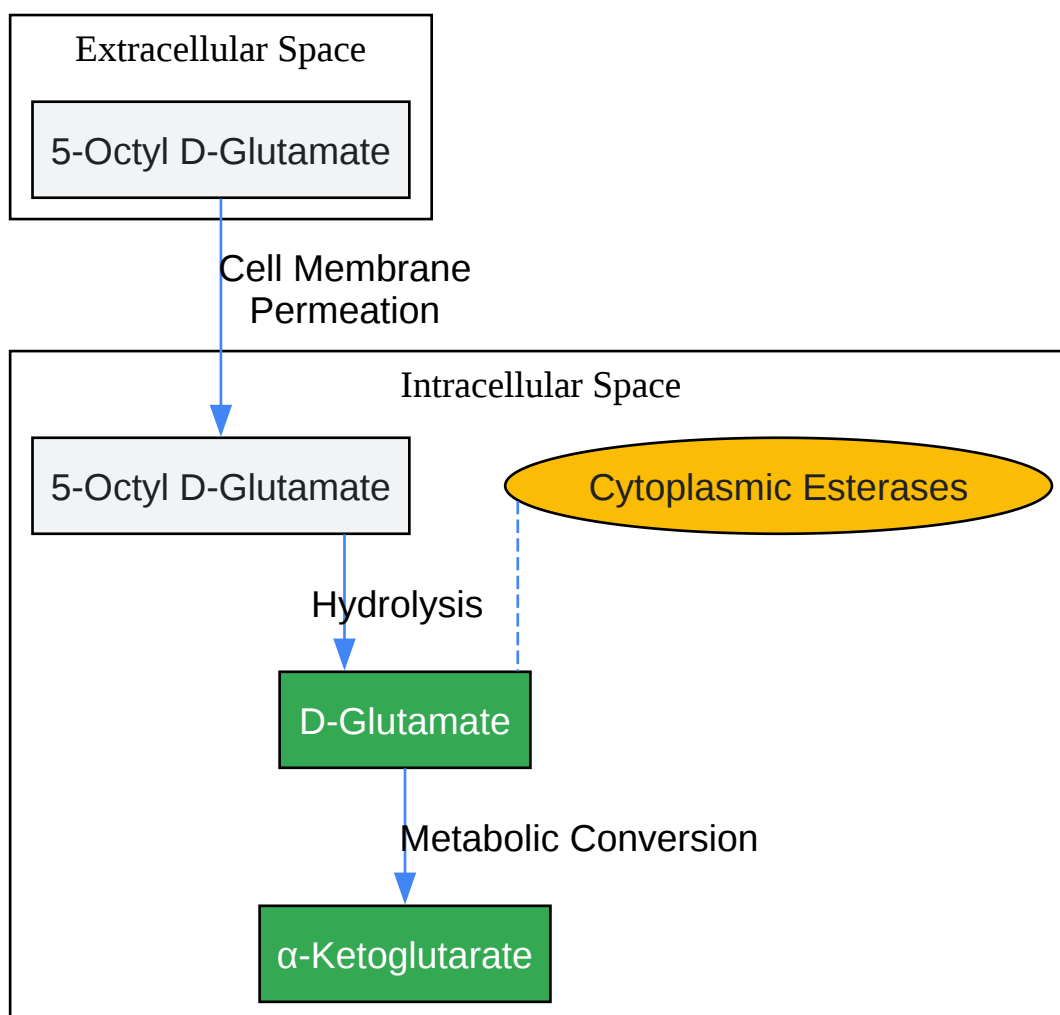 Extracellular Space
5-Octyl D-Glutamate
Cell Membrane
Permeation
Intracellular Space
5-Octyl D-Glutamate
Cytoplasmic Esterases
Hydrolysis
D-Glutamate
Metabolic Conversion
α-Ketoglutarate